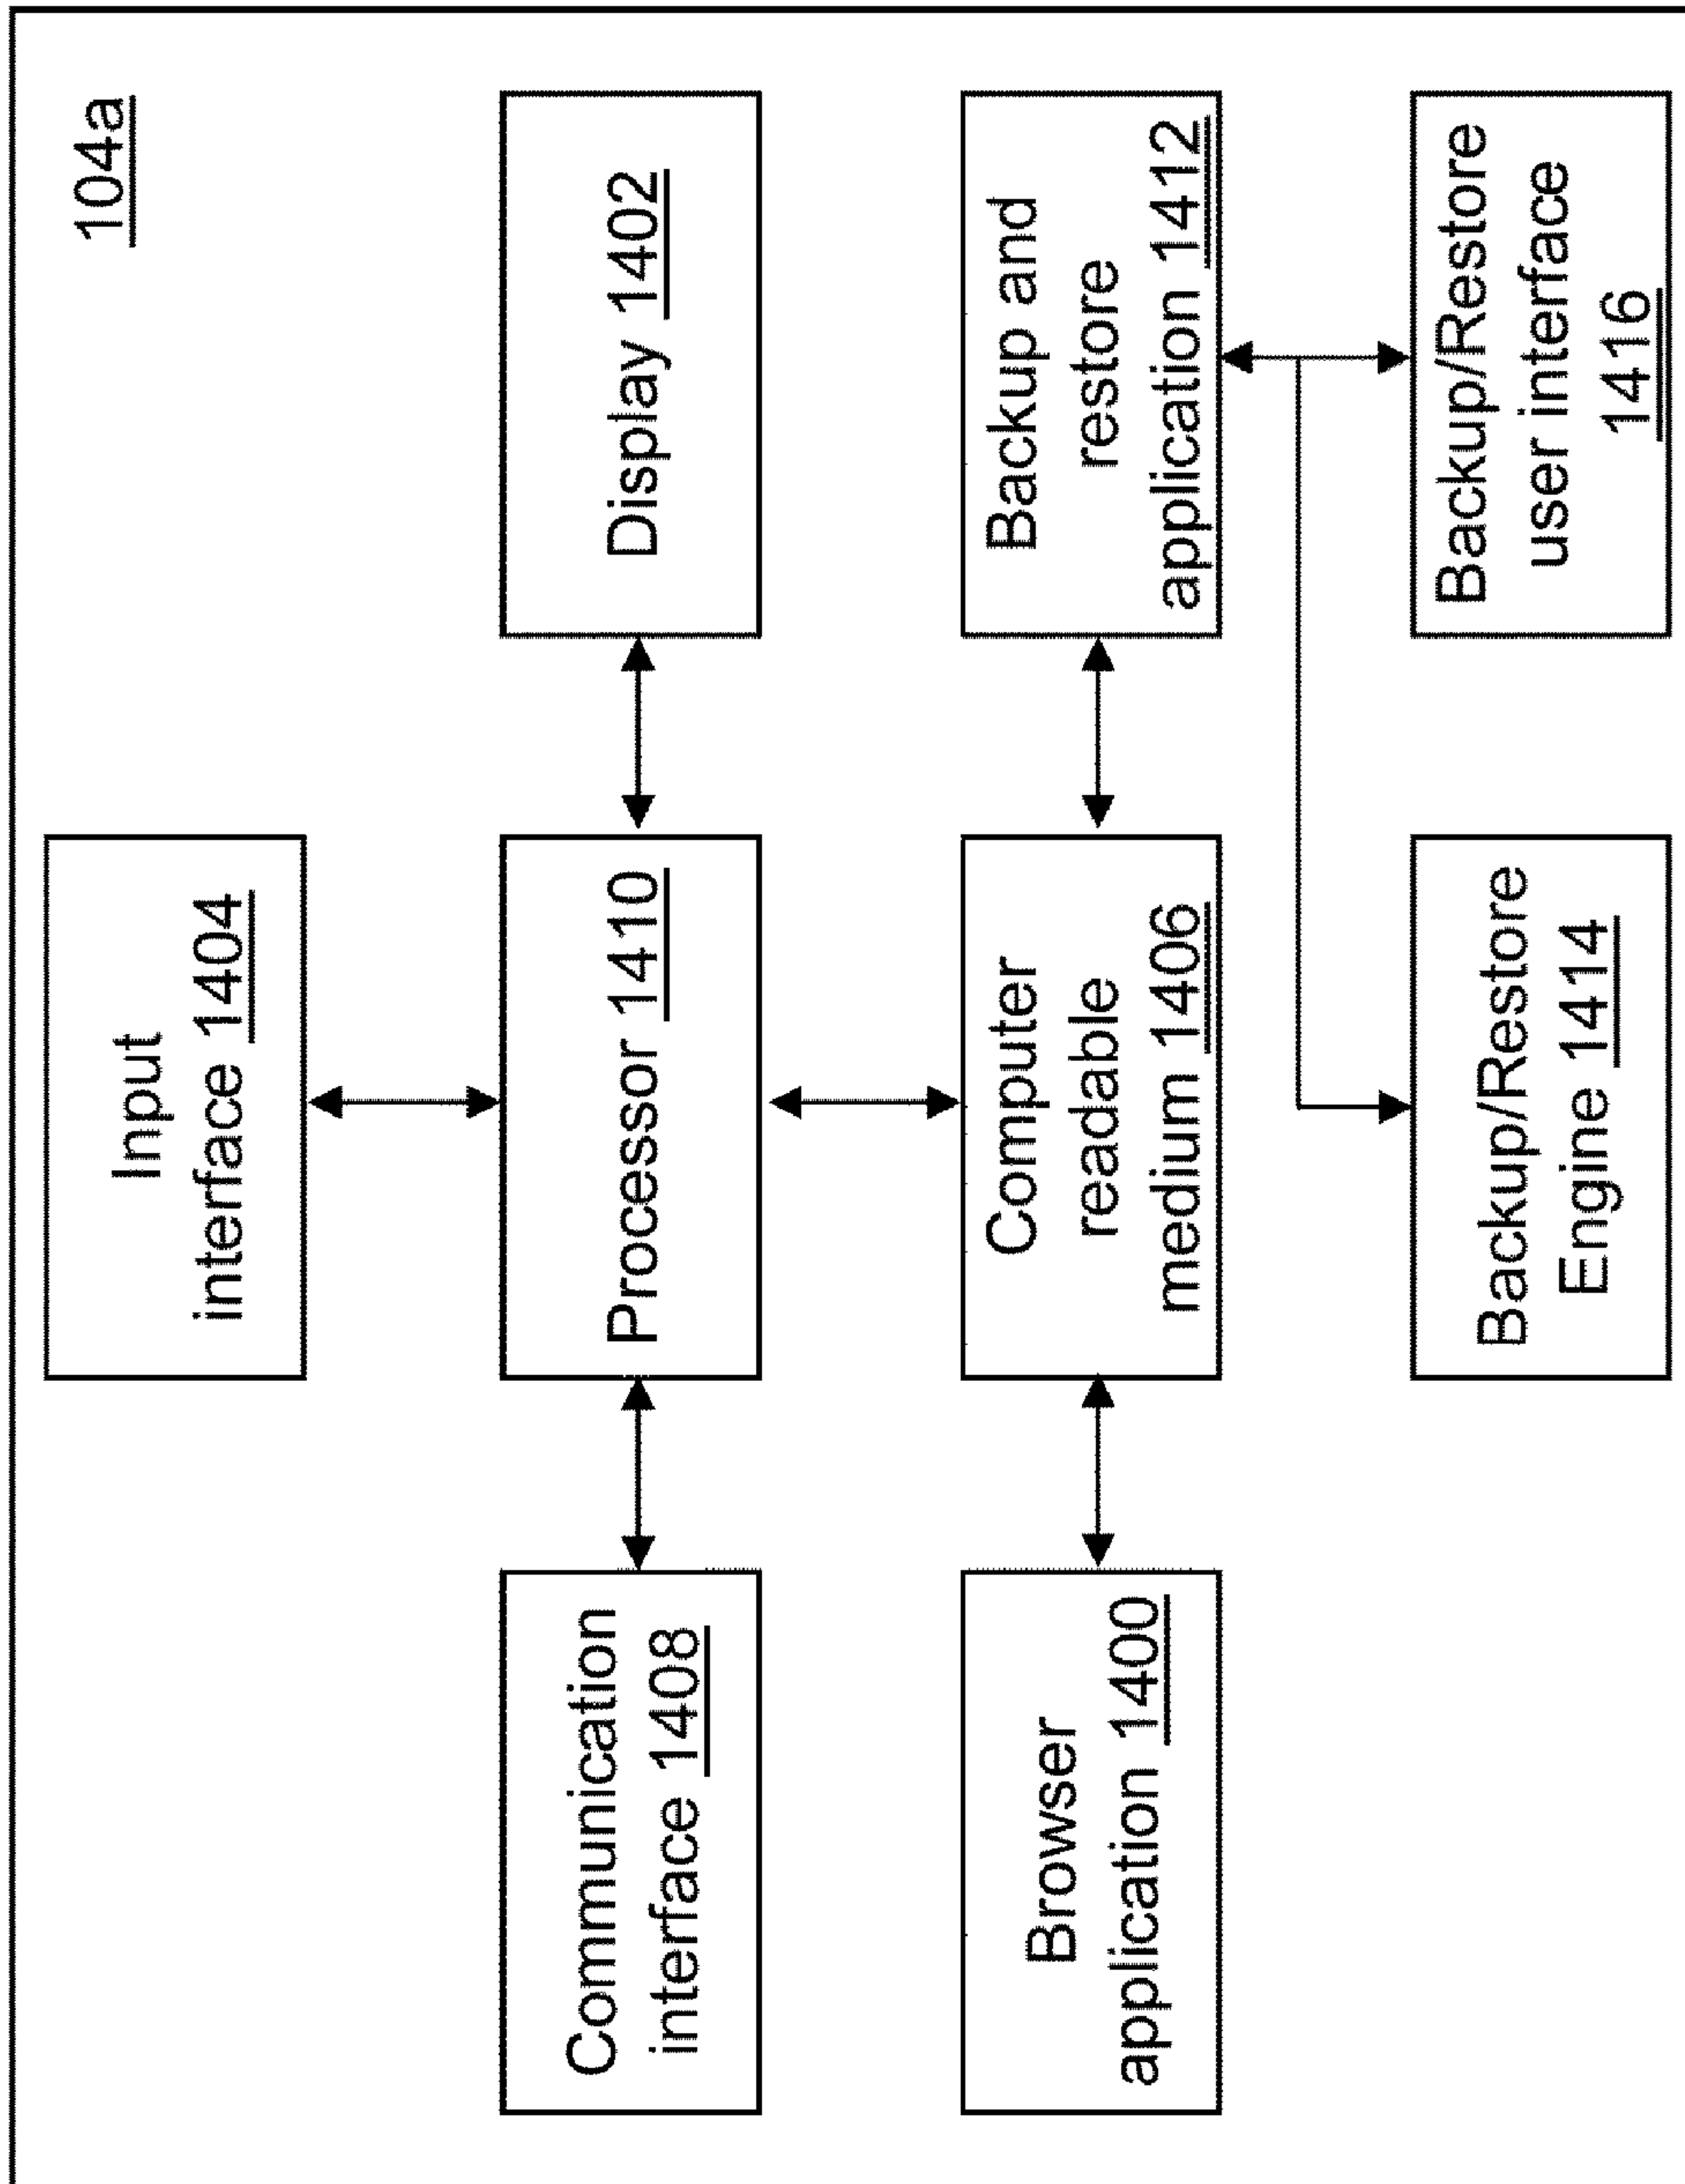 104a
Input
interface 1404
Communication
interface 1408
Processor 1410
Display 1402
Browser
application 1400
Computer
readable
medium 1406
Backup and
restore
application 1412
Backup/Restore
Engine 1414
Backup/Restore
user interface
1416